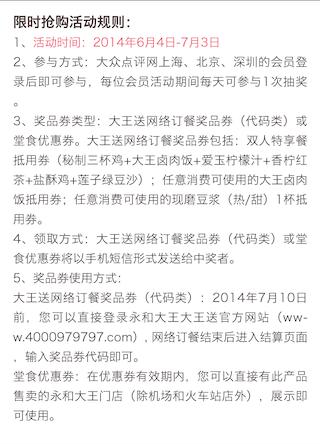 限时抢购活动规则：
1、活动时间：2014年6月4日-7月3日
2、参与方式：大众点评网上海、北京、深圳的会员登
录后即可参与，每位会员活动期间每天可参与1次抽奖
。
3、奖品券类型：大王送网络订餐奖品券（代码类）或
堂食优惠券。大王送网络订餐奖品券包括：双人特享餐
抵用券（秘制三杯鸡+大王卤肉饭+爱玉柠檬汁+香柠红
茶+盐酥鸡+莲子绿豆沙）；任意消费可使用的大王卤肉
饭抵用券；任意消费可使用的现磨豆浆（热/甜）1杯抵
用券。
4、领取方式：大王送网络订餐奖品券（代码类）或堂
食优惠券将以手机短信形式发送给中奖者。
5、奖品券使用方式：
大王送网络订餐奖品券（代码类）：2014年7月10日
前，您可以直接登录永和大王大王送官方网站（ww-
w.4000979797.com），网络订餐结束后进入结算页面
，输入奖品券代码即可。
堂食优惠券：在优惠券有效期内，您可以直接有此产品
售卖的永和大王门店（除机场和火车站店外），展示即
可使用。